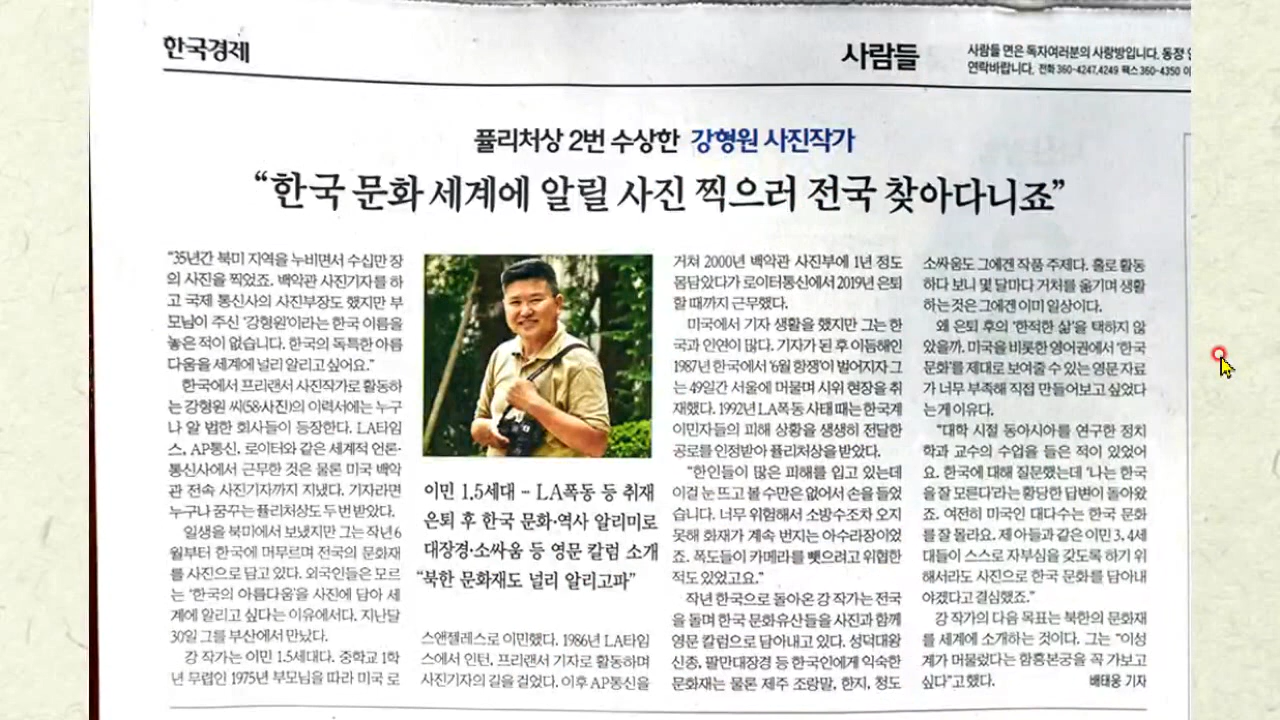 한국경제
사람들
사람들 면은 독자여러분의 사랑방입니다. 동정
연락바랍니다. 전화 360-4247,4249 팩스 360-4350
퓰리처상 2번 수상한 강형원 사진작가
“한국 문화 세계에 알릴 사진 찍으러 전국 찾아다니죠”
“35년간 북미 지역을 누비면서 수십만 장
의 사진을 찍었죠. 백악관 사진기자를 하
고 국제 통신사의 사진부장도 했지만 부
모님이 주신 ‘강형원’이라는 한국 이름을
놓은 적이 없습니다. 한국의 독특한 아름
다움을 세계에 널리 알리고 싶어요.”
한국에서 프리랜서 사진작가로 활동하
는 강형원 씨(58·사진)의 이력서에는 누구
나 알 법한 회사들이 등장한다. LA타임
스, AP통신, 로이터와 같은 세계적 언론·
통신사에서 근무한 것은 물론 미국 백악
관 전속 사진기자까지 지냈다. 기자라면
누구나 꿈꾸는 퓰리처상도 두 번 받았다.
일생을 북미에서 보냈지만 그는 작년 6
월부터 한국에 머무르며 전국의 문화재
를 사진으로 담고 있다. 외국인들은 모르
는 ‘한국의 아름다움’을 사진에 담아 세
계에 알리고 싶다는 이유에서다. 지난달
30일 그를 부산에서 만났다.
강 작가는 이민 1.5세대다. 중학교 1학
년 무렵인 1975년 부모님을 따라 미국 로
이민 1.5세대 - LA폭동 등 취재
은퇴 후 한국 문화·역사 알리미로
대장경·소싸움 등 영문 칼럼 소개
“북한 문화재도 널리 알리고파”
스앤젤레스로 이민했다. 1986년 LA타임
스에서 인턴, 프리랜서 기자로 활동하며
사진기자의 길을 걸었다. 이후 AP통신을
거쳐 2000년 백악관 사진부에 1년 정도
몸담았다가 로이터통신에서 2019년 은퇴
할 때까지 근무했다.
미국에서 기자 생활을 했지만 그는 한
국과 인연이 많다. 기자가 된 후 이듬해인
1987년 한국에서 ‘6월 항쟁’이 벌어지자 그
는 49일간 서울에 머물며 시위 현장을 취
재했다. 1992년 LA폭동 사태 때는 한국계
이민자들의 피해 상황을 생생히 전달한
공로를 인정받아 퓰리처상을 받았다.
“한인들이 많은 피해를 입고 있는데
이걸 눈 뜨고 볼 수만은 없어서 손을 들었
습니다. 너무 위험해서 소방수조차 오지
못해 화재가 계속 번지는 아수라장이었
죠. 폭도들이 카메라를 뺏으려고 위협한
적도 있었고요.”
작년 한국으로 돌아온 강 작가는 전국
을 돌며 한국 문화유산들을 사진과 함께
영문 칼럼으로 담아내고 있다. 성덕대왕
신종, 팔만대장경 등 한국인에게 익숙한
문화재는 물론 제주 조랑말, 한지, 청도
소싸움도 그에겐 작품 주제다. 홀로 활동
하다 보니 몇 달마다 거처를 옮기며 생활
하는 것은 그에겐 이미 일상이다.
왜 은퇴 후의 ‘한적한 삶’을 택하지 않
았을까. 미국을 비롯한 영어권에서 ‘한국
문화’를 제대로 보여줄 수 있는 영문 자료
가 너무 부족해 직접 만들어보고 싶었다
는 게 이유다.
“대학 시절 동아시아를 연구한 정치
학과 교수의 수업을 들은 적이 있었어
요. 한국에 대해 질문했는데 ‘나는 한국
을 잘 모른다’라는 황당한 답변이 돌아왔
죠. 여전히 미국인 대다수는 한국 문화
를 잘 몰라요. 제 아들과 같은 이민 3, 4세
대들이 스스로 자부심을 갖도록 하기 위
해서라도 사진으로 한국 문화를 담아내
야겠다고 결심했죠.”
강 작가의 다음 목표는 북한의 문화재
를 세계에 소개하는 것이다. 그는 “이성
계가 머물렀다는 함흥본궁을 꼭 가보고
싶다”고 했다.
배태웅 기자